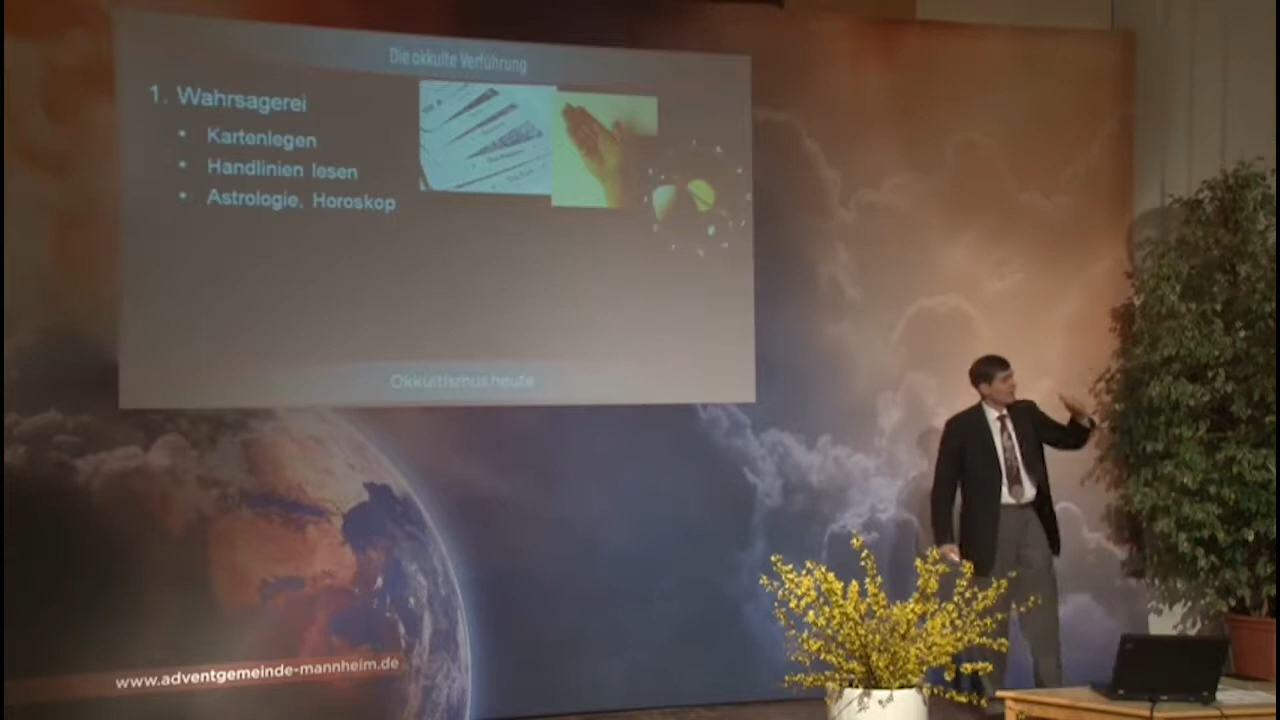 Die okkulte Verführung
1. Wahrsagerei
• Kartenlegen
• Handlinien lesen
• Astrologie, Horoskop
Okkultismus heute
www.adventgemeinde-mannheim.de